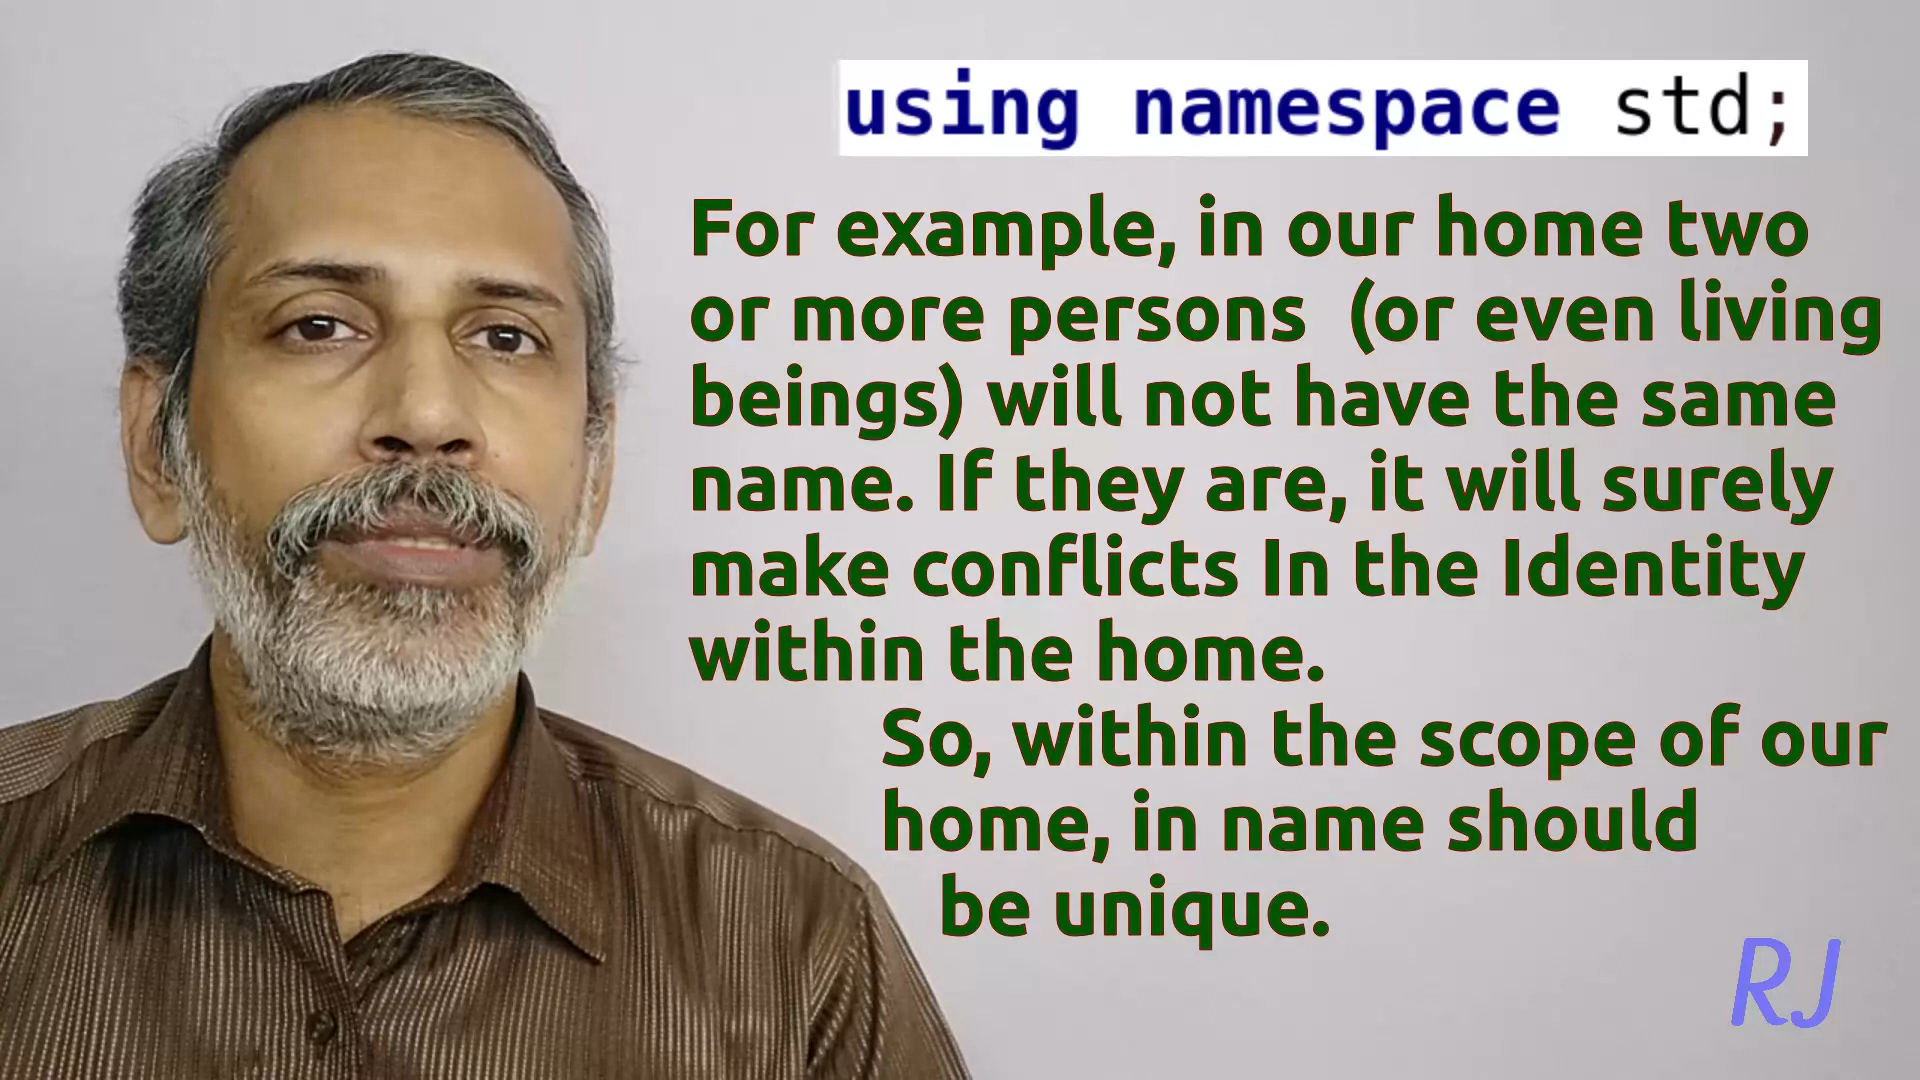 using namespace std;
For example, in our home two
or more persons  (or even living
beings) will not have the same
name. If they are, it will surely
make conflicts In the Identity
within the home.
So, within the scope of our
home, in name should
be unique.
RJ